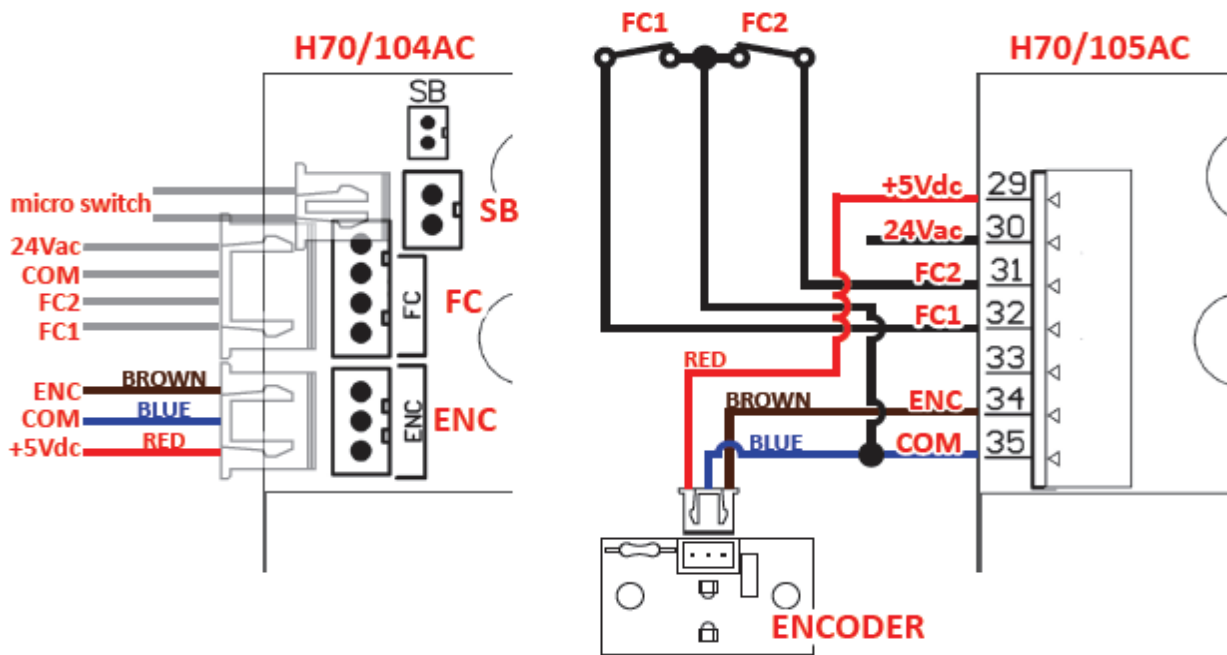 H70/104AC
SB
micro switch
SB
24Vac
COM
FC2
FC1
FC
FC
ENC
BROWN
COM
BLUE
+5Vdc
RED
ENC
ENC
FC1
FC2
H70/105AC
+5Vdc
29
24Vac
30
FC2
31
FC1
32
33
RED
BROWN
ENC
34
BLUE
COM
35
ENCODER